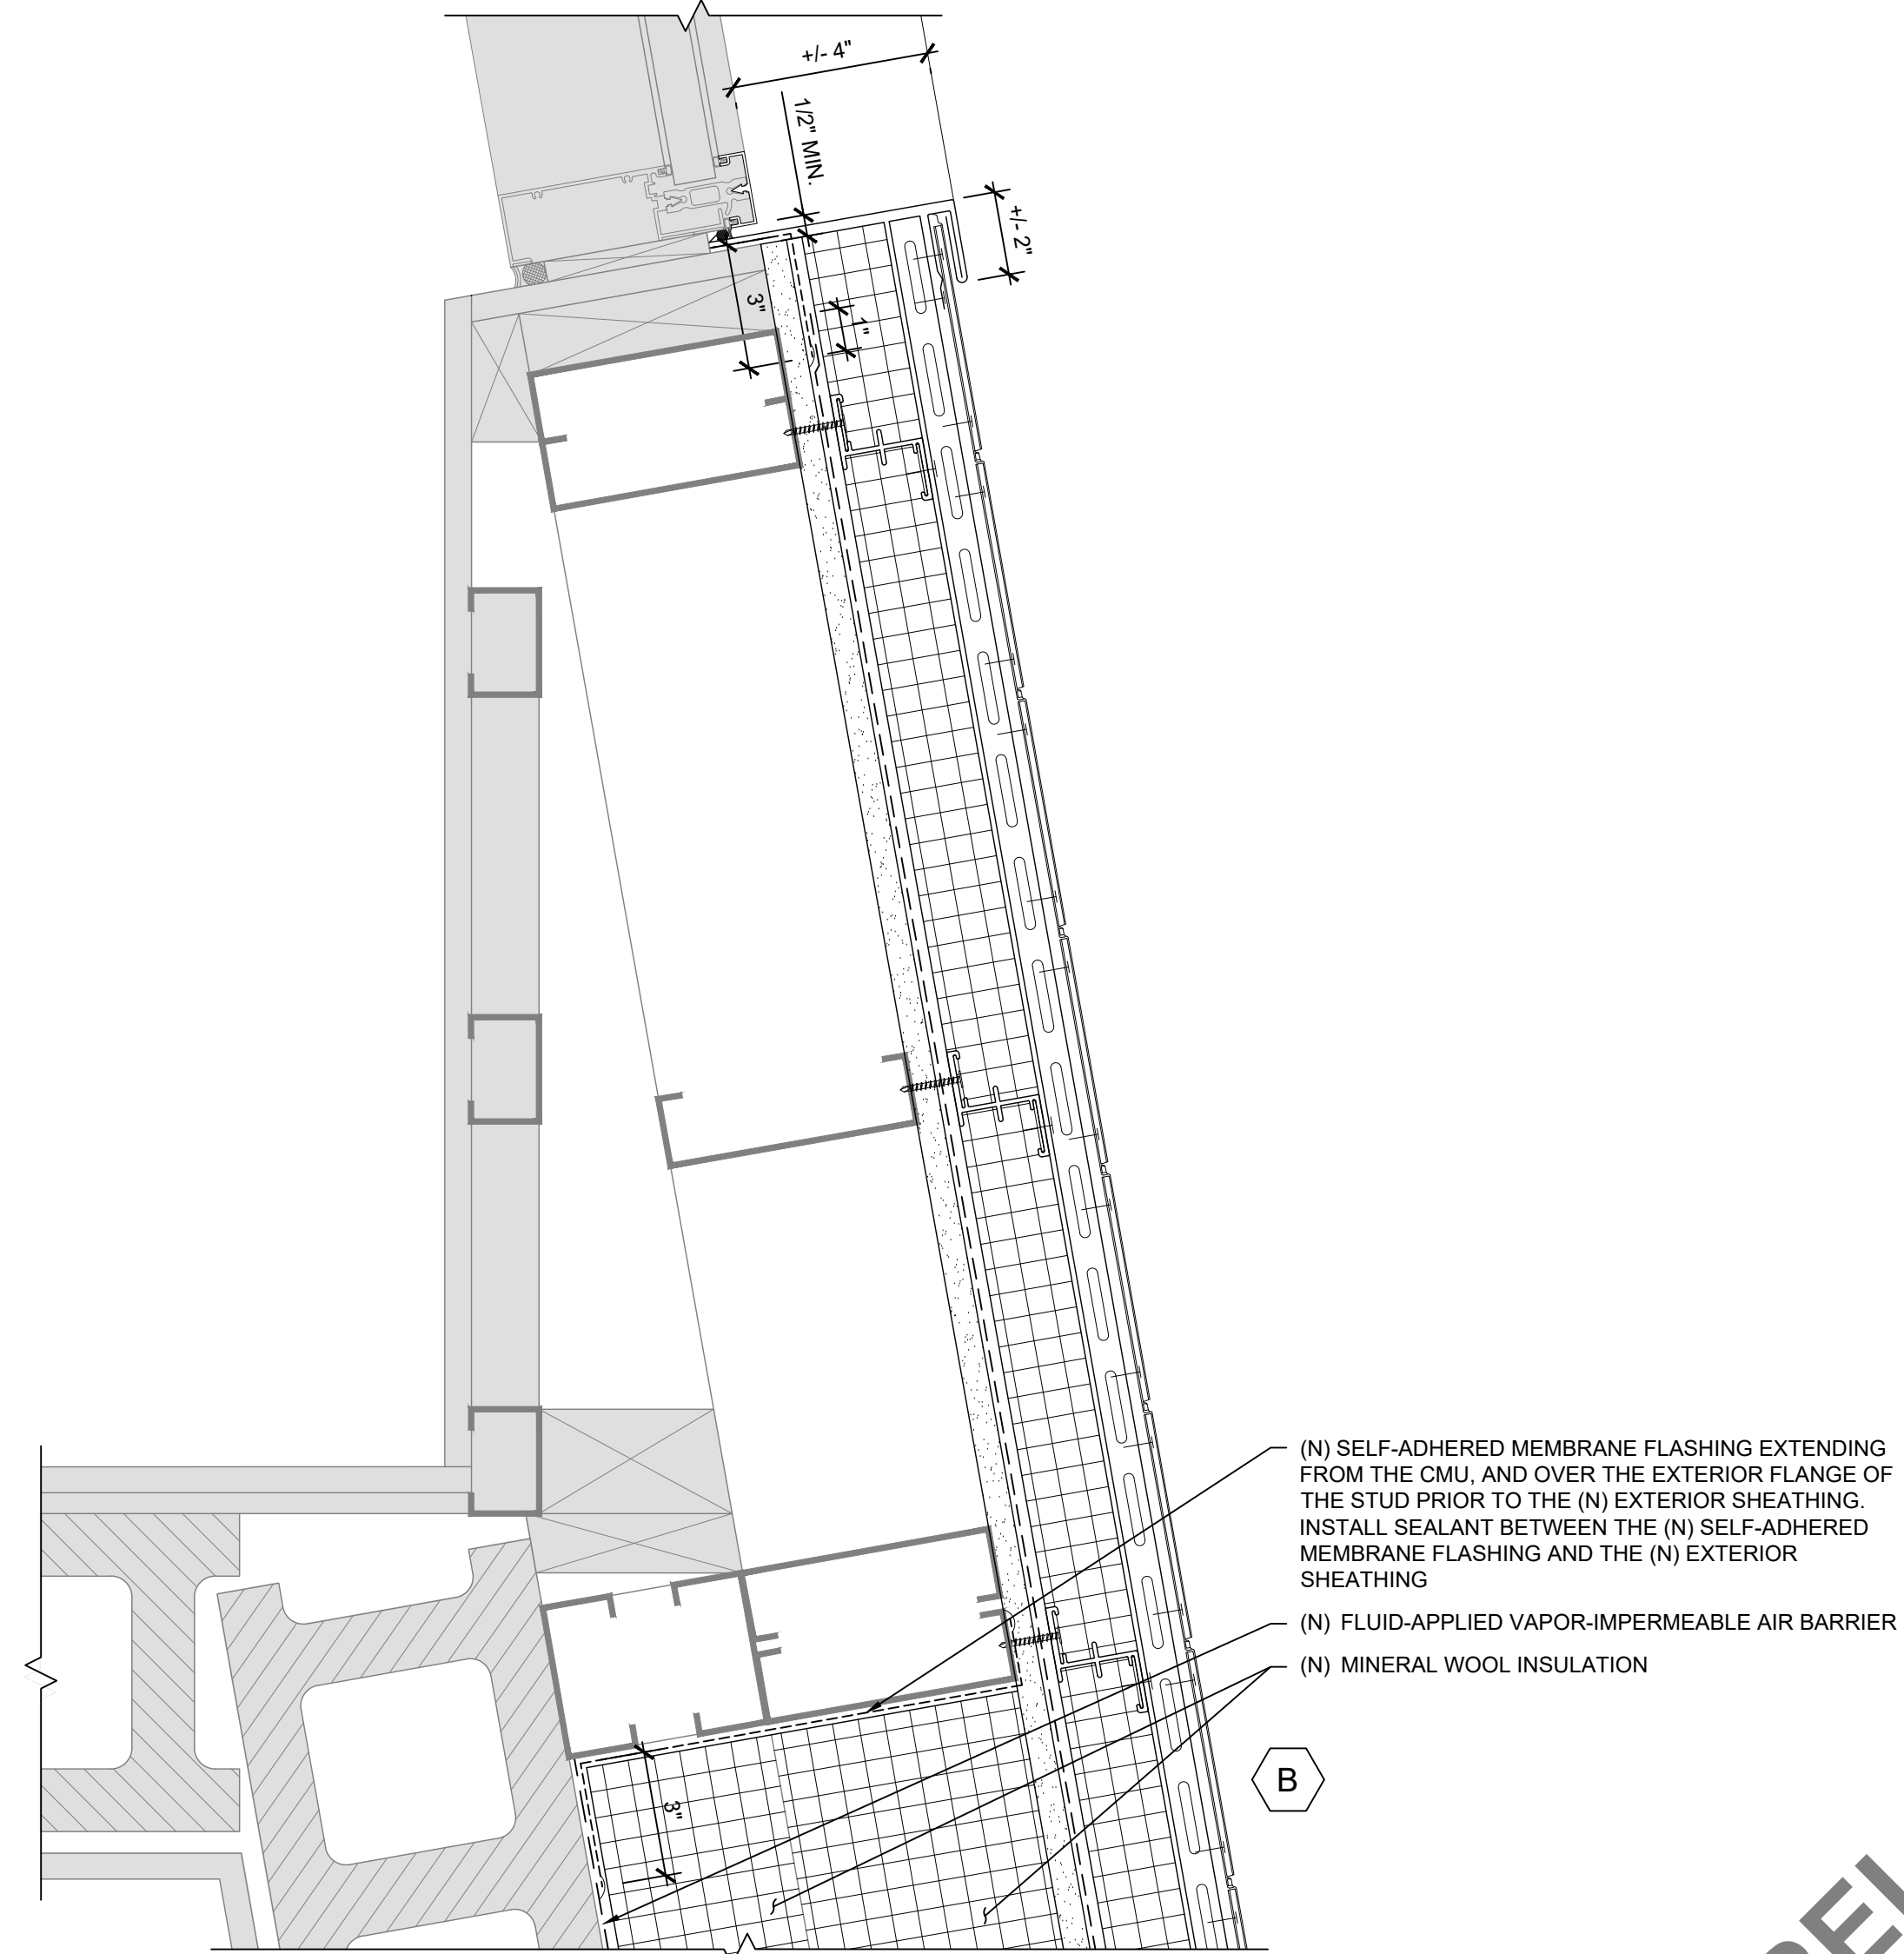 +/- 4"
1/2" MIN.
+/- 2"
3"
1"
(N) SELF-ADHERED MEMBRANE FLASHING EXTENDING
FROM THE CMU, AND OVER THE EXTERIOR FLANGE OF
THE STUD PRIOR TO THE (N) EXTERIOR SHEATHING.
INSTALL SEALANT BETWEEN THE (N) SELF-ADHERED
MEMBRANE FLASHING AND THE (N) EXTERIOR
SHEATHING
(N) FLUID-APPLIED VAPOR-IMPERMEABLE AIR BARRIER
(N) MINERAL WOOL INSULATION
B
3"